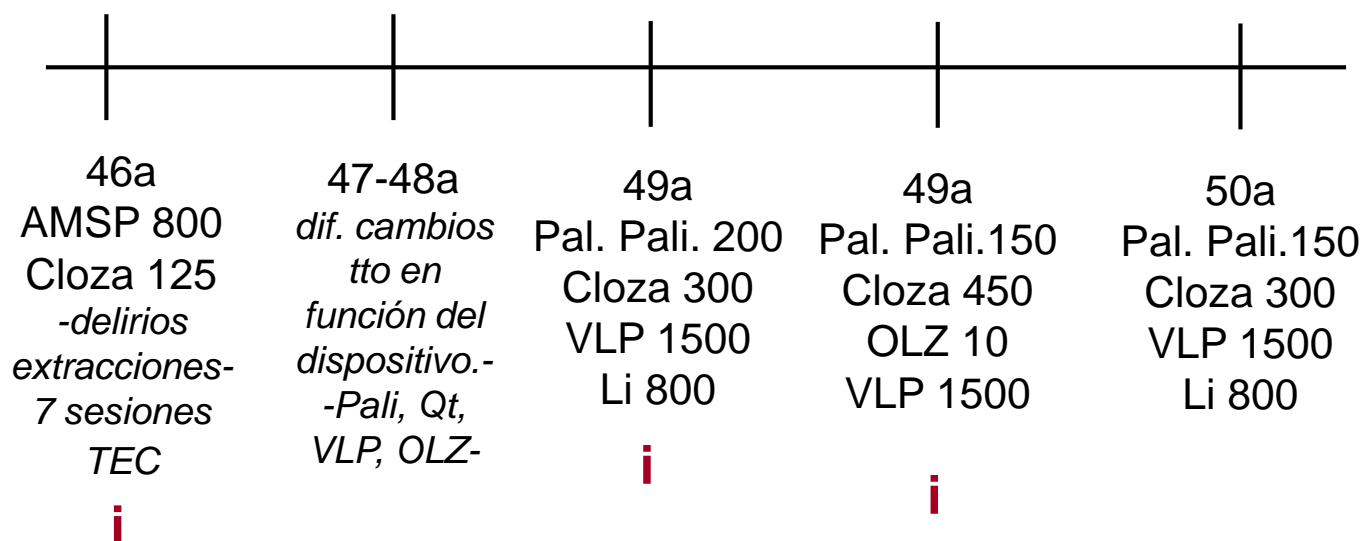 46a
AMSP 800
Cloza 125
-delirios
extracciones-
7 sesiones
TEC
i
47-48a
dif. cambios
tto en
función del
dispositivo.-
-Pali, Qt,
VLP, OLZ-
49a
Pal. Pali. 200
Cloza 300
VLP 1500
Li 800
i
49a
Pal. Pali.150
Cloza 450
OLZ 10
VLP 1500
i
50a
Pal. Pali.150
Cloza 300
VLP 1500
Li 800